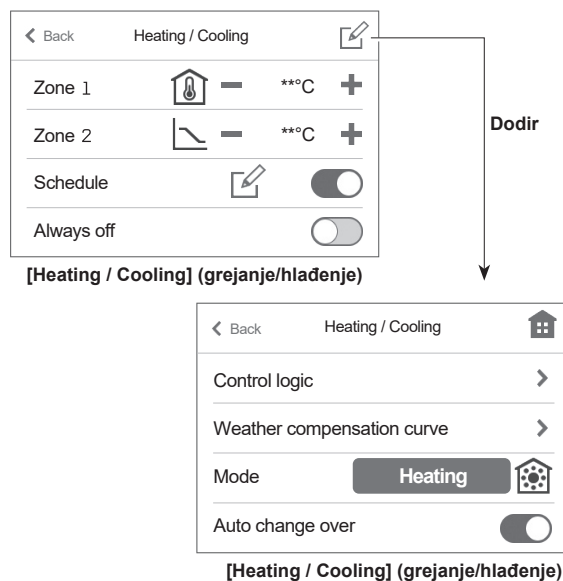 Back Heating / Cooling
Zone 1 **°C
Zone 2 **°C
Schedule
Always off
[Heating / Cooling] (grejanje/hlađenje)
Dodir
Back Heating / Cooling
Control logic
Weather compensation curve
Mode Heating
Auto change over
[Heating / Cooling] (grejanje/hlađenje)